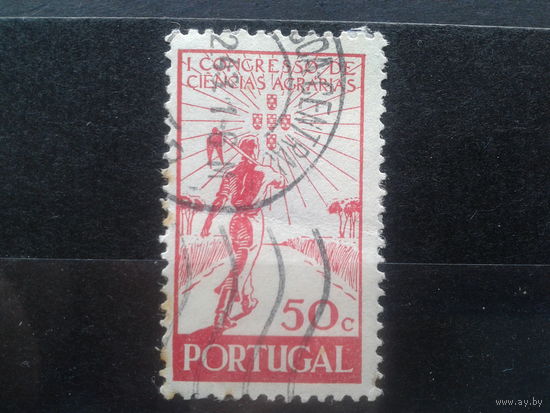 I CONGRESSO DE
CIÊNCIAS AGRÁRIAS
50c
PORTUGAL
www.ay.by